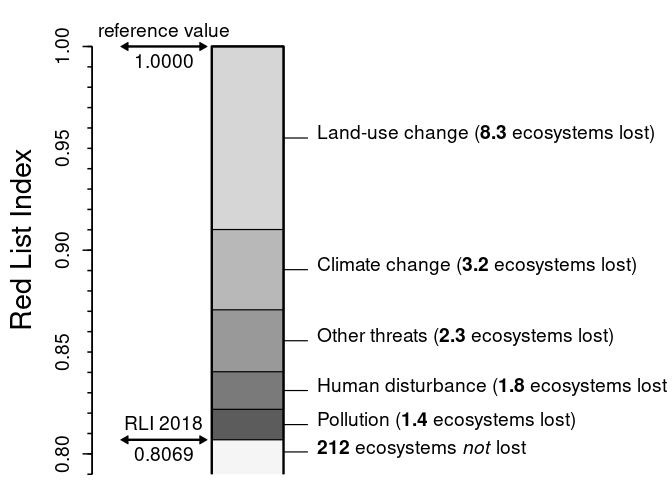 reference value
1.0000
1.00
Land-use change (8.3 ecosystems lost)
0.95
Red List Index
0.90
Climate change (3.2 ecosystems lost)
0.85
Other threats (2.3 ecosystems lost)
Human disturbance (1.8 ecosystems lost
RLI 2018
0.8069
Pollution (1.4 ecosystems lost)
0.80
212 ecosystems not lost